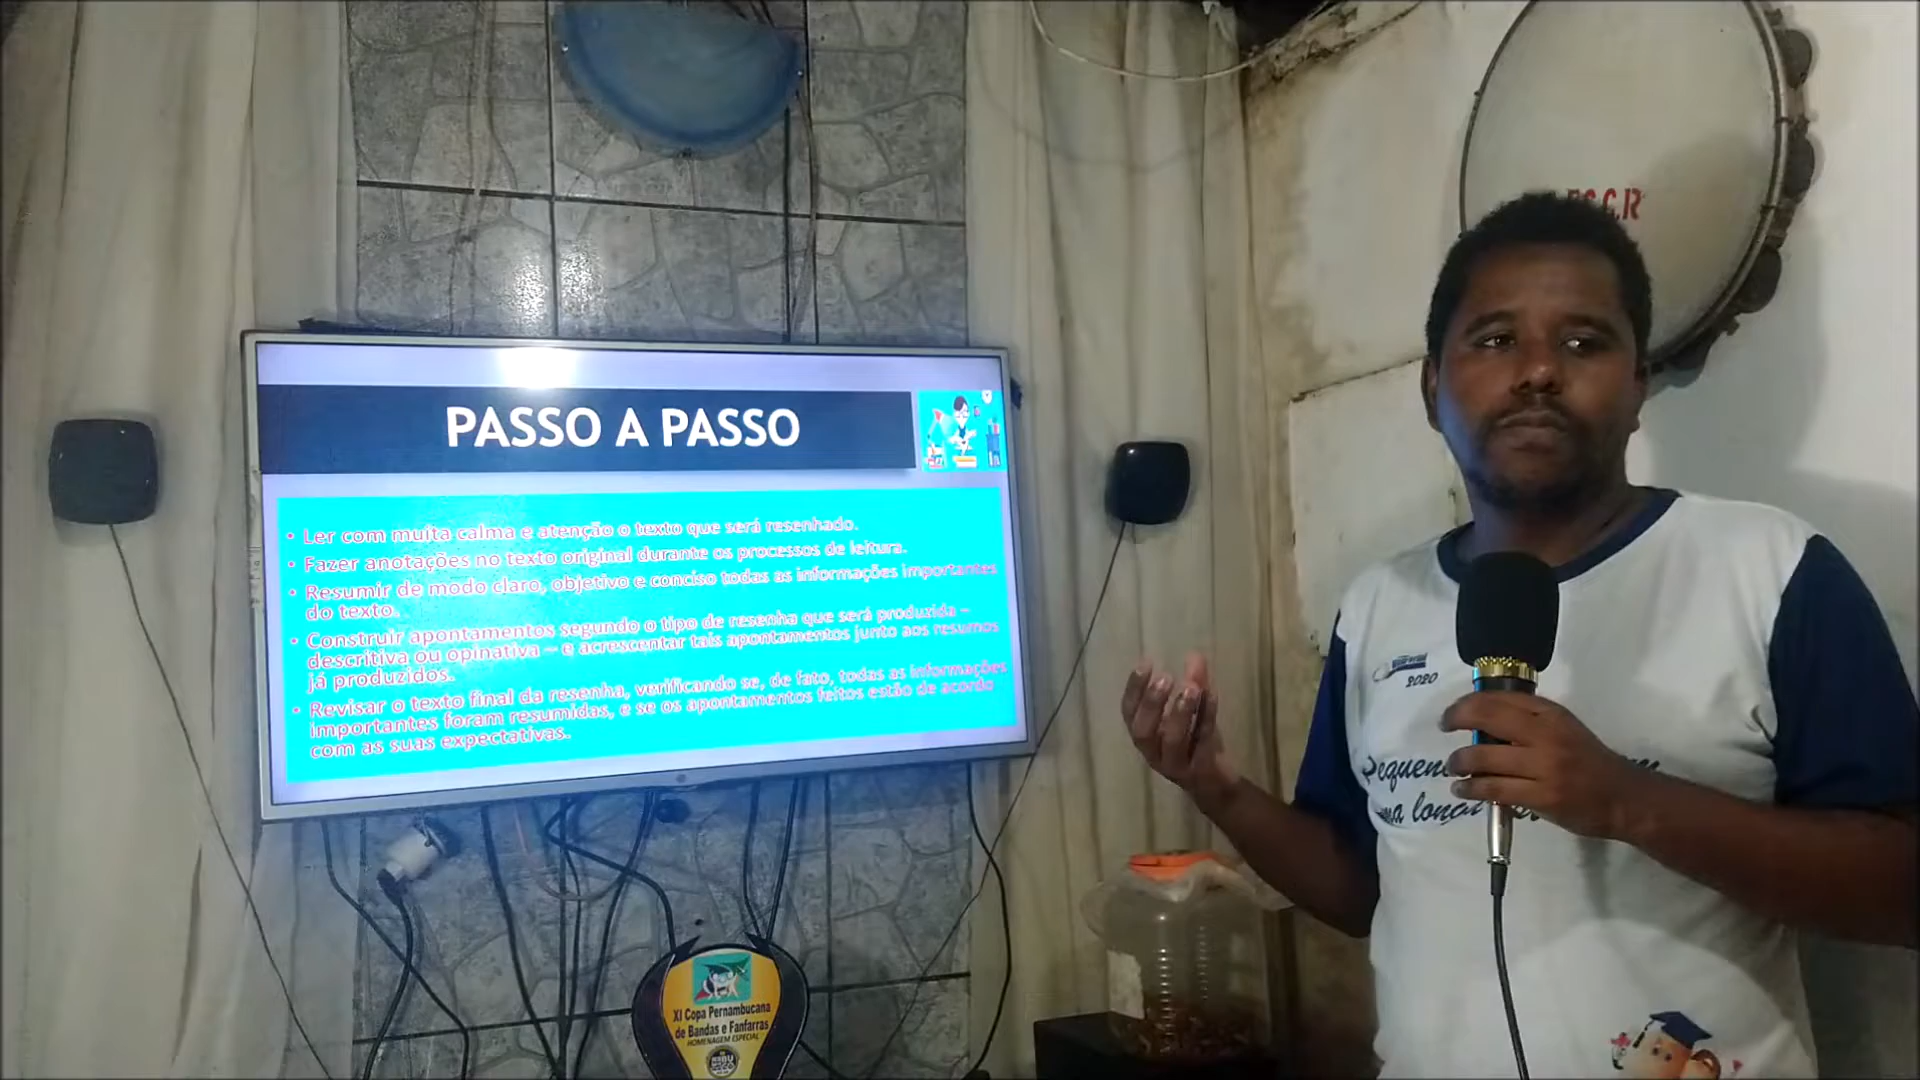 PASSO A PASSO
• Ler com muita calma e atenção o texto que será resenhado.
• Fazer anotações no texto original durante os processos de leitura.
• Resumir de modo claro, objetivo e conciso todas as informações importantes
do texto.
• Construir apontamentos segundo o tipo de resenha que será produzida –
descritiva ou opinativa – e acrescentar tais apontamentos junto aos resumos
já produzidos.
• Revisar o texto final da resenha, verificando se, de fato, todas as informações
importantes foram resumidas, e se os apontamentos feitos estão de acordo
com as suas expectativas.
C.R
2020
XI Copa Pernambucana
de Bandas e Fanfarras
HOMENAGEM ESPECIAL